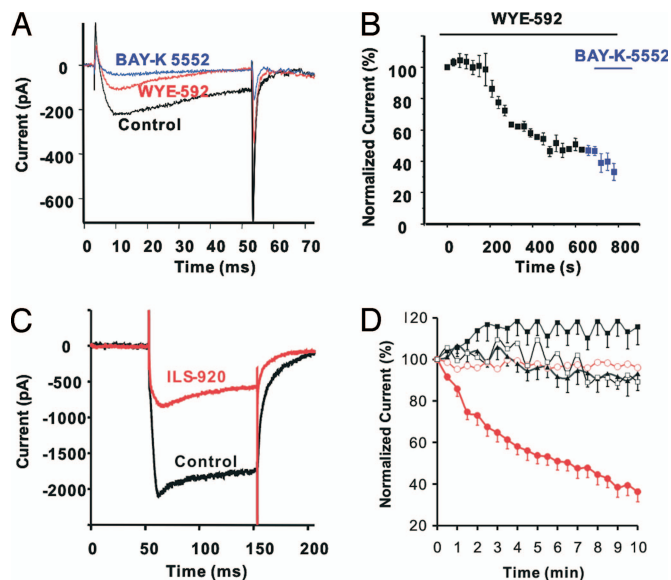 A
BAY-K 5552
WYE-592
Control
Current (pA)
0
-200
-400
-600
0 10 20 30 40 50 60 70
Time (ms)
B
WYE-592
BAY-K-5552
Normalized Current (%)
100
80
60
40
20
0
0 200 400 600 800
Time (s)
C
ILS-920
Control
Current (pA)
0
-500
-1000
-1500
-2000
0 50 100 150 200
Time (ms)
D
Normalized Current (%)
120
100
80
60
40
20
0 1 2 3 4 5 6 7 8 9 10
Time (min)